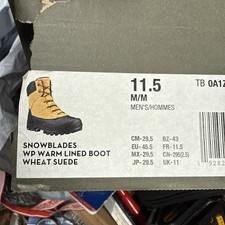 11.5
M/M
MEN'S/HOMMES
TB 0A1Z
CM-29,5 BZ-43
EU-45.5 FR-11.5
MX-29,5 CN-295(2.5)
JP-29.5 UK-11
SNOWBLADES
WP WARM LINED BOOT
WHEAT SUEDE